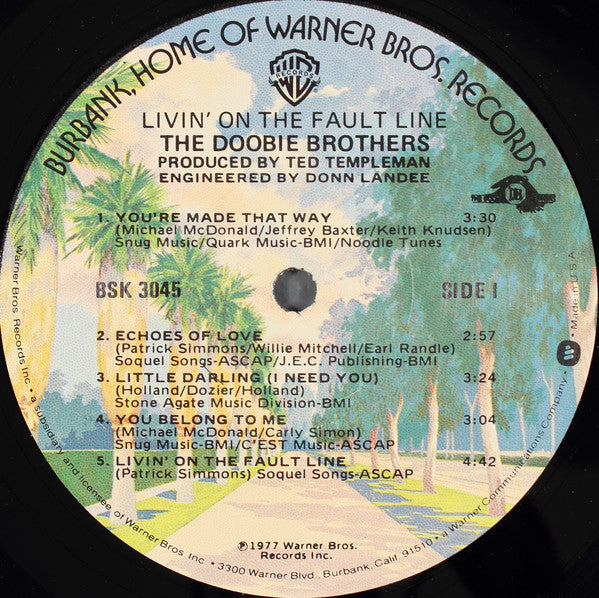 BURBANK, HOME OF WARNER BROS. RECORDS
W
RECORDS
LIVIN' ON THE FAULT LINE
THE DOOBIE BROTHERS
PRODUCED BY TED TEMPLEMAN
ENGINEERED BY DONN LANDEE
DB
1. YOU'RE MADE THAT WAY 3:30
(Michael McDonald/Jeffrey Baxter/Keith Knudsen)
Snug Music/Quark Music-BMI/Noodle Tunes
BSK 3045 SIDE 1
2. ECHOES OF LOVE 2:57
(Patrick Simmons/Willie Mitchell/Earl Randle)
Soquel Songs-ASCAP/J.E.C. Publishing-BMI
3. LITTLE DARLING (I NEED YOU) 3:24
(Holland/Dozier/Holland)
Stone Agate Music Division-BMI
4. YOU BELONG TO ME 3:04
(Michael McDonald/Carly Simon)
Snug Music-BMI/C'EST Music-ASCAP
5. LIVIN' ON THE FAULT LINE 4:42
(Patrick Simmons) Soquel Songs-ASCAP
℗1977 Warner Bros.
Records Inc.
Warner Bros. Records Inc. • a subsidiary and licensee of Warner Bros. Inc. • 3300 Warner Blvd., Burbank, Calif. 91510 • a Warner Communications Company • Made in U.S.A.